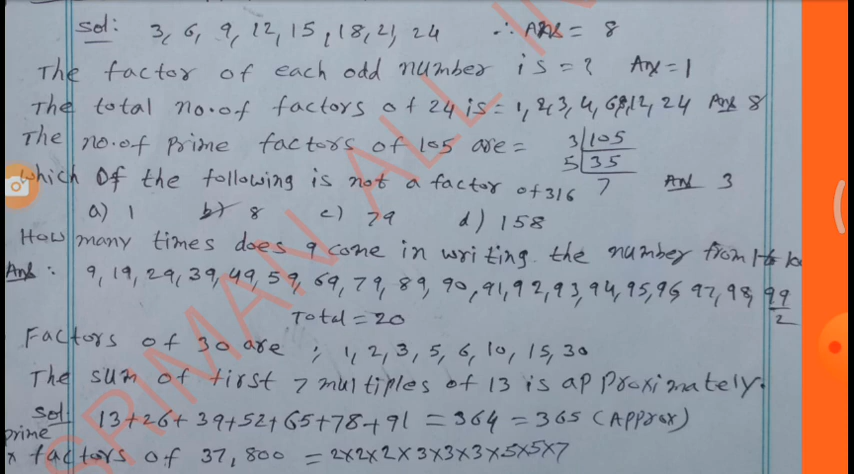 Sol: 3, 6, 9, 12, 15, 18, 21, 24 ∴ Ans = 8
The factor of each odd number is = ? Ans = 1
The total no. of factors of 24 is = 1, 2, 3, 4, 6, 8, 12, 24 Ans 8
The no. of prime factors of 105 are = 3|105
5|35
7 Ans 3
which of the following is not a factor of 316
a) 1 b) 8 c) 79 d) 158
How many times does 9 come in writing the number from 1 to
Ans: 9, 19, 29, 39, 49, 59, 69, 79, 89, 90, 91, 92, 93, 94, 95, 96, 97, 98, 99
2
Total = 20
Factors of 30 are ; 1, 2, 3, 5, 6, 10, 15, 30
The sum of first 7 multiples of 13 is approximately.
Sol: 13+26+39+52+65+78+91 = 364 = 365 (Approx)
prime
factors of 37,800 = 2×2×2×3×3×3×5×5×7
SRIMAN ALL IN